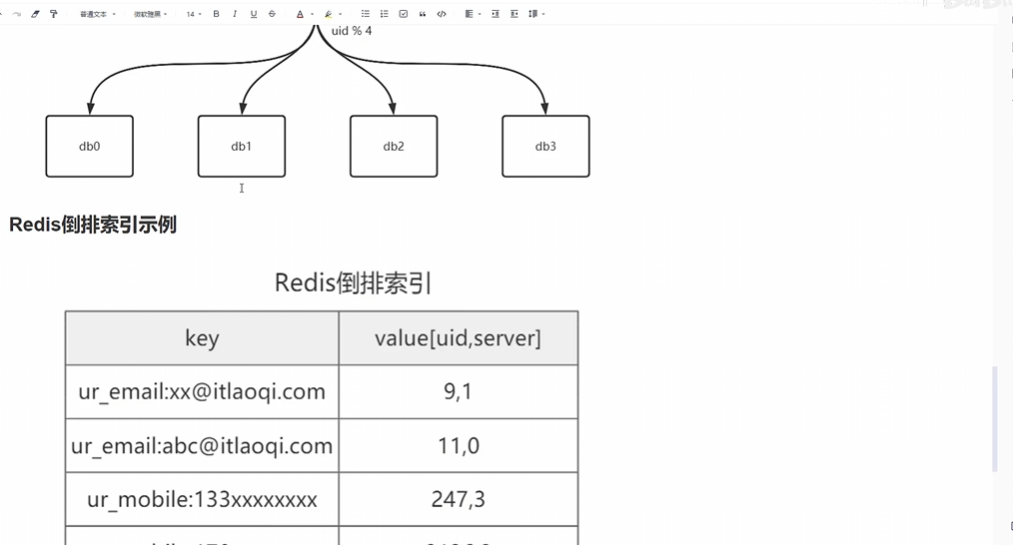 普通文本 微软雅黑 14 B I U S A
uid % 4
db0 db1 db2 db3
Redis倒排索引示例
Redis倒排索引
key value[uid,server]
ur_email:xx@itlaoqi.com 9,1
ur_email:abc@itlaoqi.com 11,0
ur_mobile:133xxxxxxxx 247,3